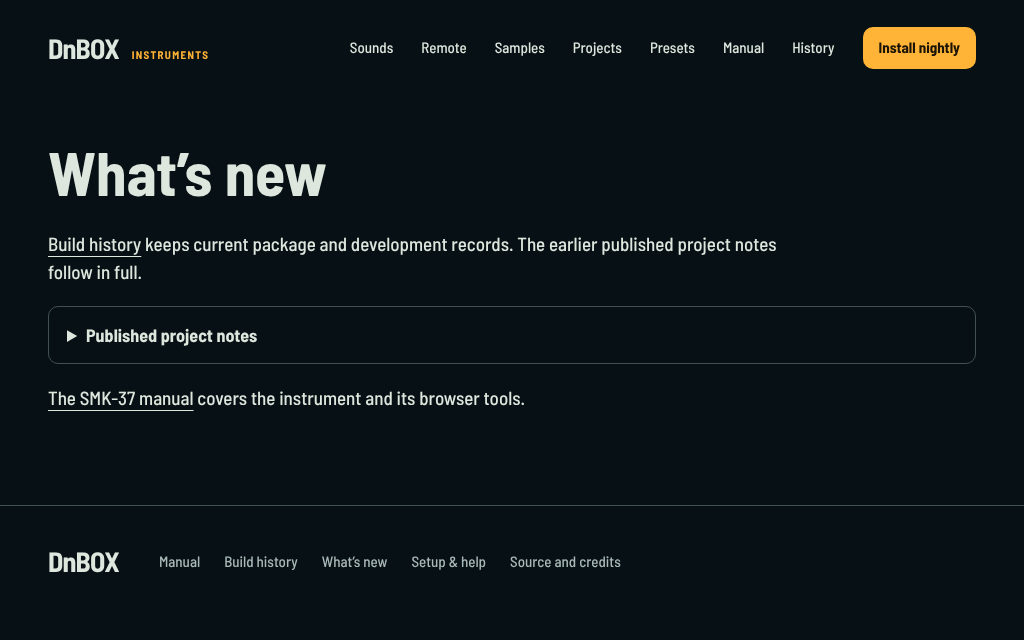 DnBOX INSTRUMENTS Sounds Remote Samples Projects Presets Manual History Install nightly
What’s new
Build history keeps current package and development records. The earlier published project notes
follow in full.
Published project notes
The SMK-37 manual covers the instrument and its browser tools.
DnBOX Manual Build history What’s new Setup & help Source and credits